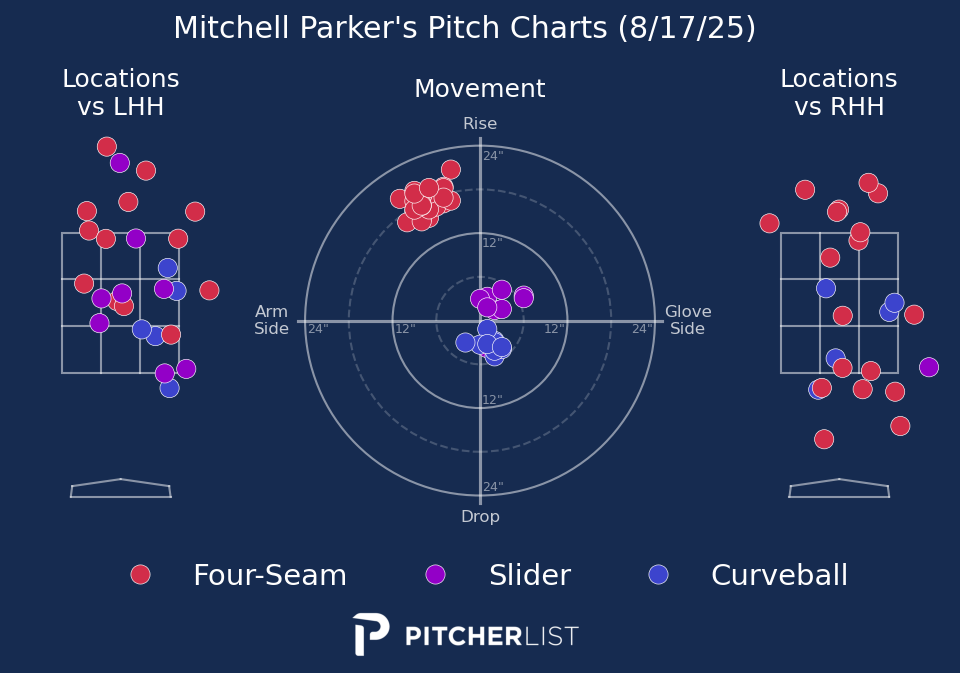 Mitchell Parker's Pitch Charts (8/17/25)
Locations
vs LHH
Movement
Locations
vs RHH
Rise
24"
12"
Arm
Side
24"
12"
12"
24"
Glove
Side
12"
24"
Drop
Four-Seam
Slider
Curveball
PITCHERLIST